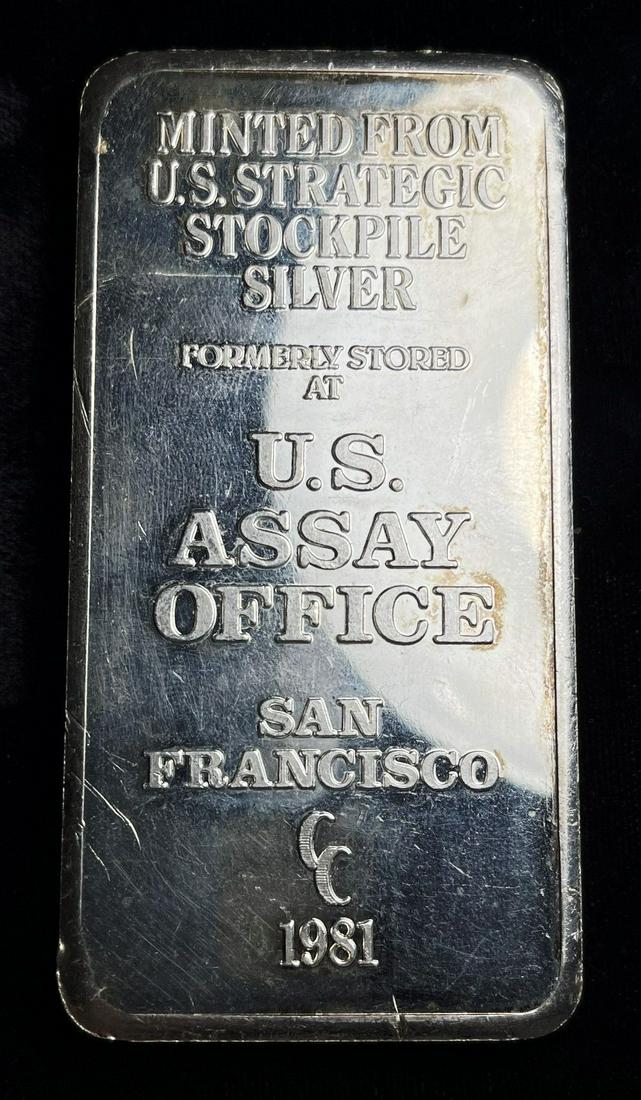 MINTED FROM
U.S. STRATEGIC
STOCKPILE
SILVER
FORMERLY STORED
AT
U.S.
ASSAY
OFFICE
SAN
FRANCISCO
CC
1981